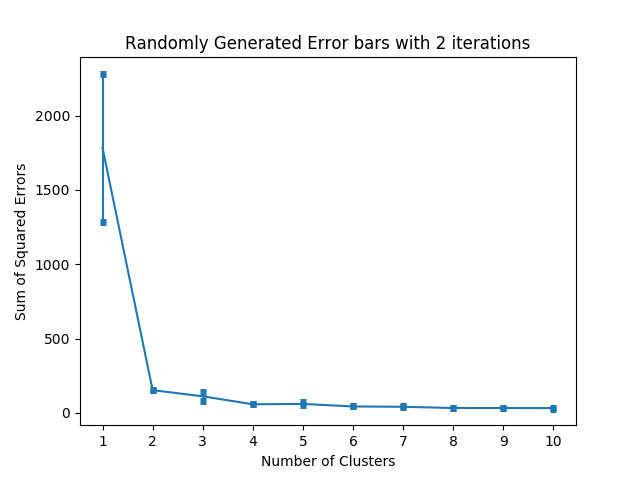 Randomly Generated Error bars with 2 iterations
Sum of Squared Errors
2000
1500
1000
500
0
1 2 3 4 5 6 7 8 9 10
Number of Clusters